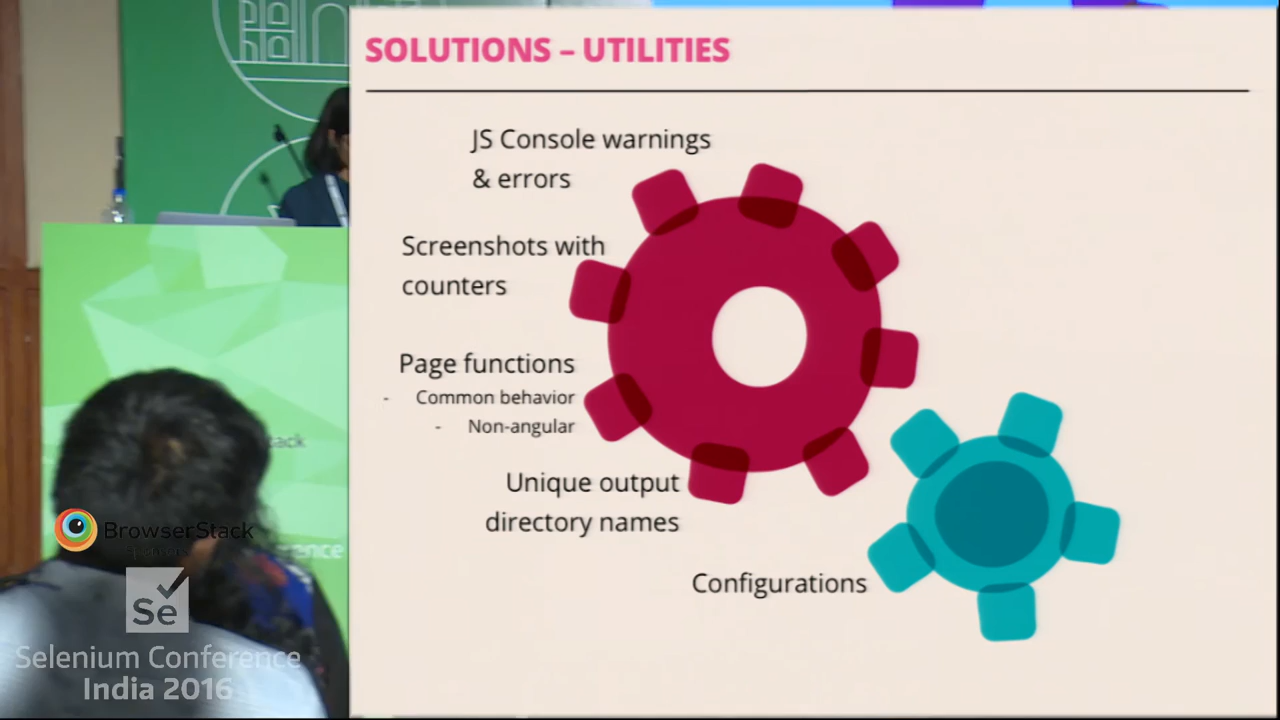 SOLUTIONS – UTILITIES
JS Console warnings
& errors
Screenshots with
counters
Page functions
- Common behavior
- Non-angular
Unique output
directory names
Configurations
BrowserStack
Se
Selenium Conference
India 2016